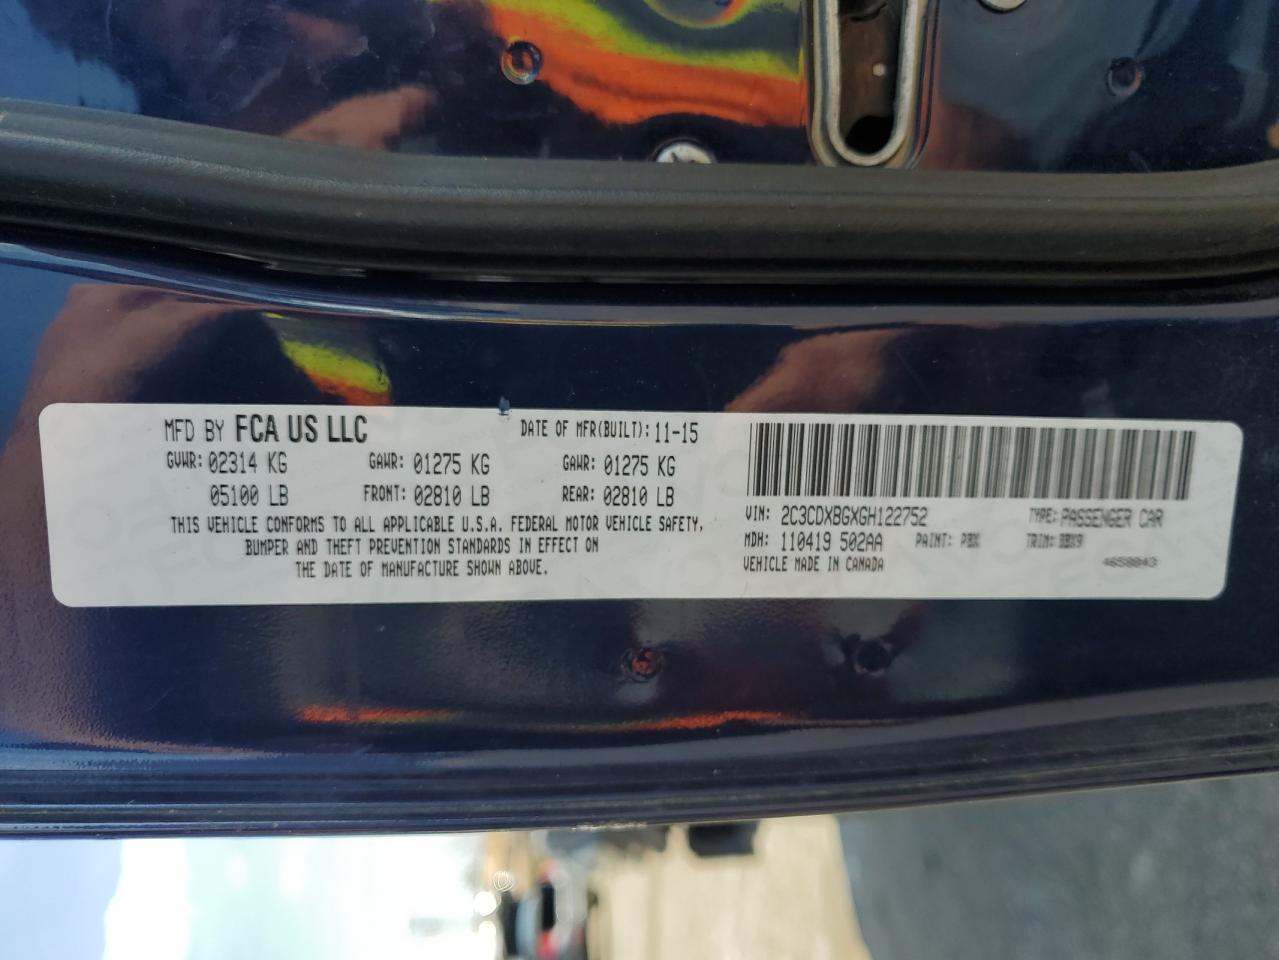 MFD BY FCA US LLC DATE OF MFR(BUILT): 11-15
GVWR: 02314 KG GAWR: 01275 KG GAWR: 01275 KG
05100 LB FRONT: 02810 LB REAR: 02810 LB
THIS VEHICLE CONFORMS TO ALL APPLICABLE U.S.A. FEDERAL MOTOR VEHICLE SAFETY,
BUMPER AND THEFT PREVENTION STANDARDS IN EFFECT ON
THE DATE OF MANUFACTURE SHOWN ABOVE.
VIN: 2C3CDXBGXGH122752 TYPE: PASSENGER CAR
MDH: 110419 502AA PAINT: PBX TRIM: BBX9
VEHICLE MADE IN CANADA 4658843